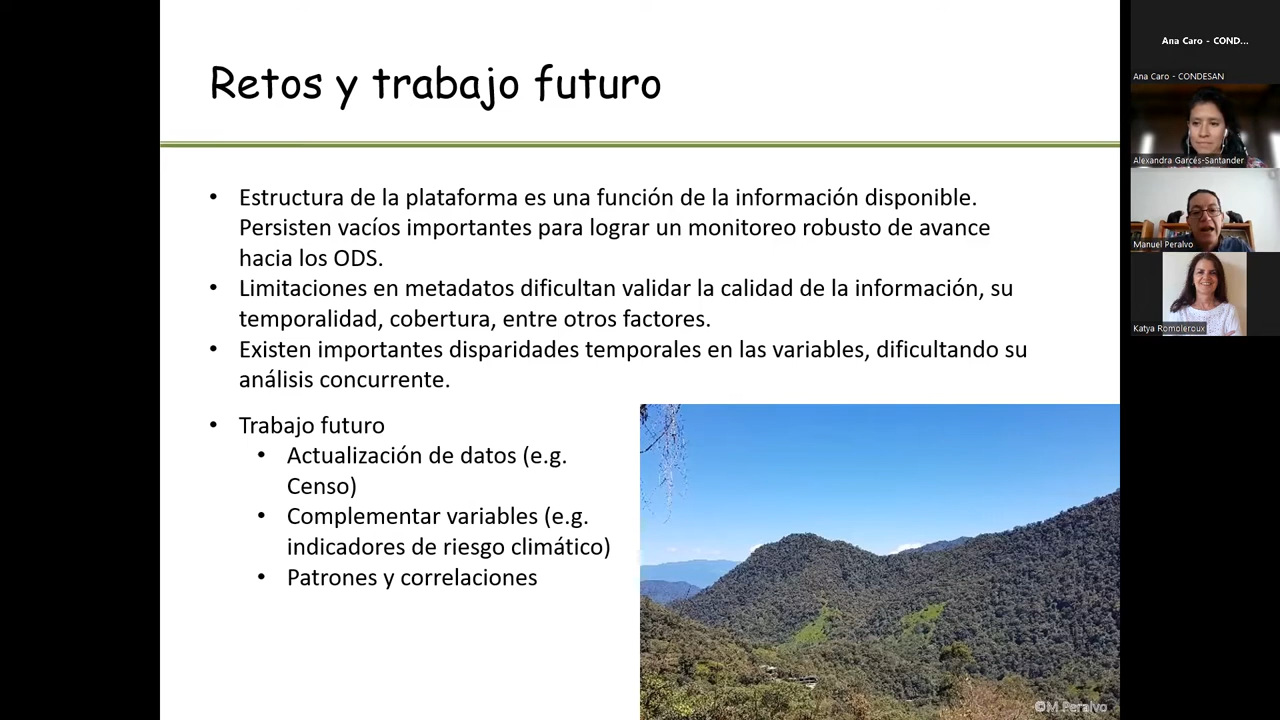 Retos y trabajo futuro
• Estructura de la plataforma es una función de la información disponible.
Persisten vacíos importantes para lograr un monitoreo robusto de avance
hacia los ODS.
• Limitaciones en metadatos dificultan validar la calidad de la información, su
temporalidad, cobertura, entre otros factores.
• Existen importantes disparidades temporales en las variables, dificultando su
análisis concurrente.
• Trabajo futuro
• Actualización de datos (e.g.
Censo)
• Complementar variables (e.g.
indicadores de riesgo climático)
• Patrones y correlaciones
©M Peralvo
Ana Caro - COND...
Ana Caro - CONDESAN
Alexandra Garcés-Santander
Manuel Peralvo
Katya Romoleroux